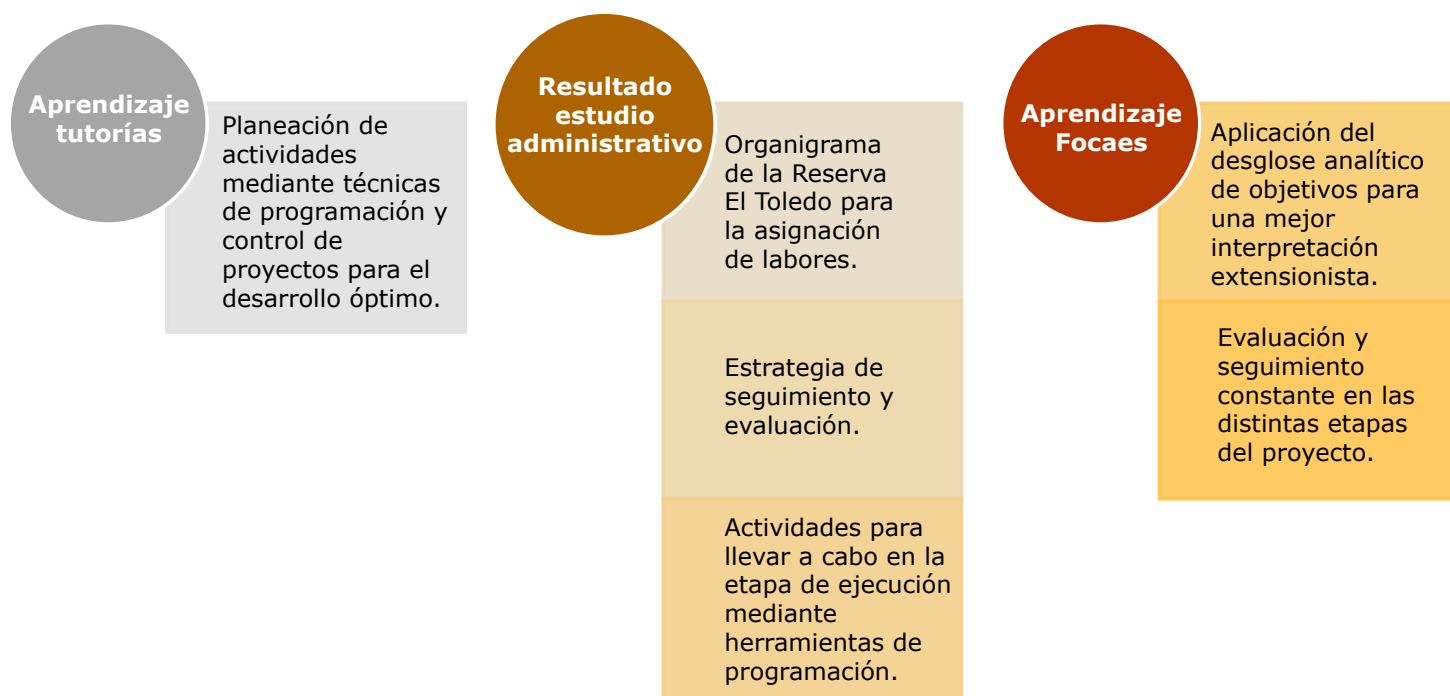 Aprendizaje
tutorías
Planeación de
actividades
mediante técnicas
de programación y
control de
proyectos para el
desarrollo óptimo.
Resultado
estudio
administrativo
Organigrama
de la Reserva
El Toledo para
la asignación
de labores.
Estrategia de
seguimiento y
evaluación.
Actividades para
llevar a cabo en la
etapa de ejecución
mediante
herramientas de
programación.
Aprendizaje
Focaes
Aplicación del
desglose analítico
de objetivos para
una mejor
interpretación
extensionista.
Evaluación y
seguimiento
constante en las
distintas etapas
del proyecto.